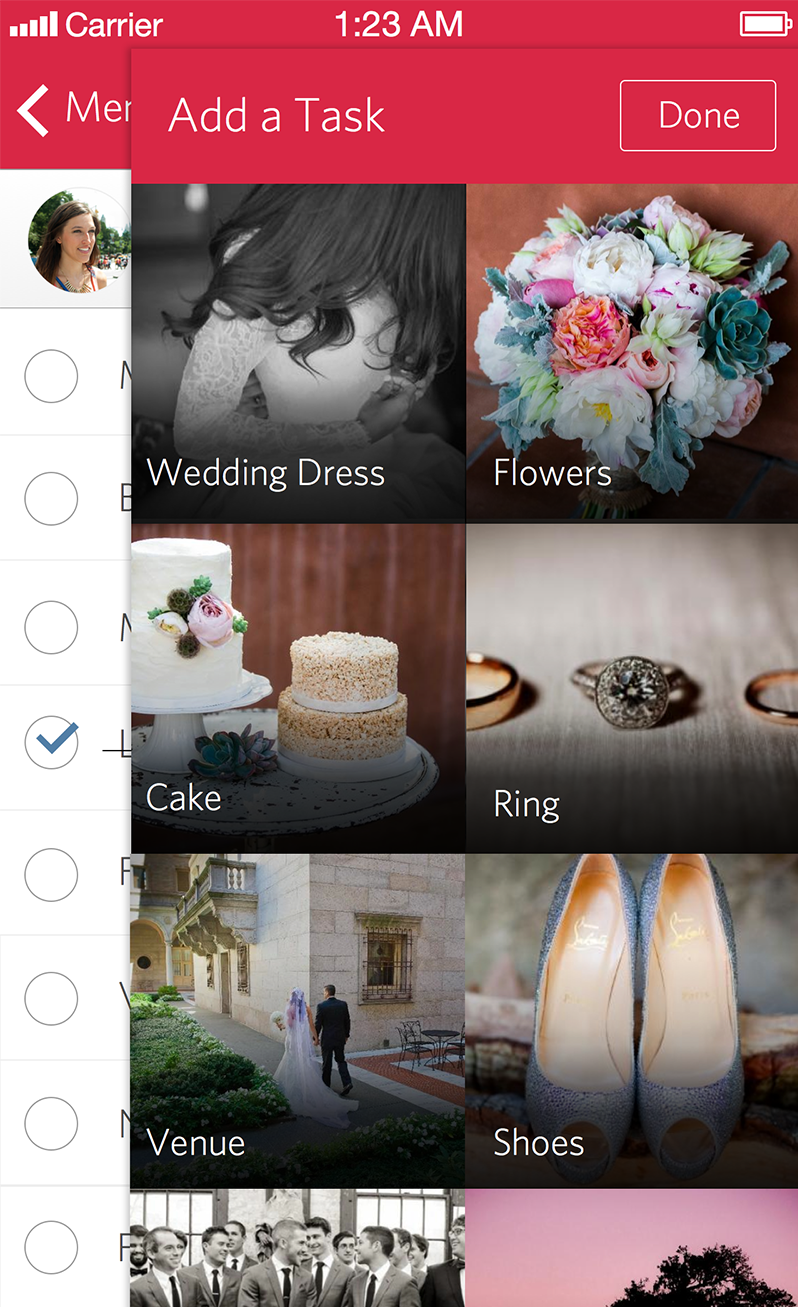 Carrier 1:23 AM
Mer
Add a Task
Done
Wedding Dress
Flowers
Cake
Ring
Venue
Shoes